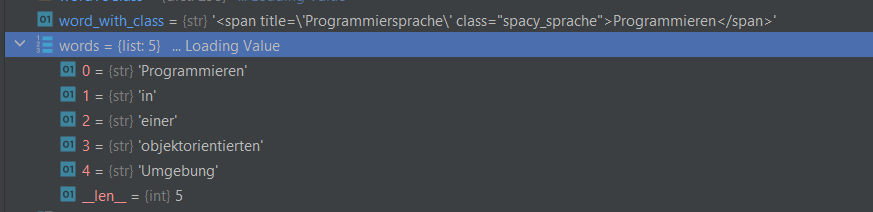 01 word_with_class = {str} '<span title=\'Programmiersprache\' class="spacy_sprache">Programmieren</span>'
words = {list: 5} ... Loading Value
01 0 = {str} 'Programmieren'
01 1 = {str} 'in'
01 2 = {str} 'einer'
01 3 = {str} 'objektorientierten'
01 4 = {str} 'Umgebung'
01 __len__ = {int} 5